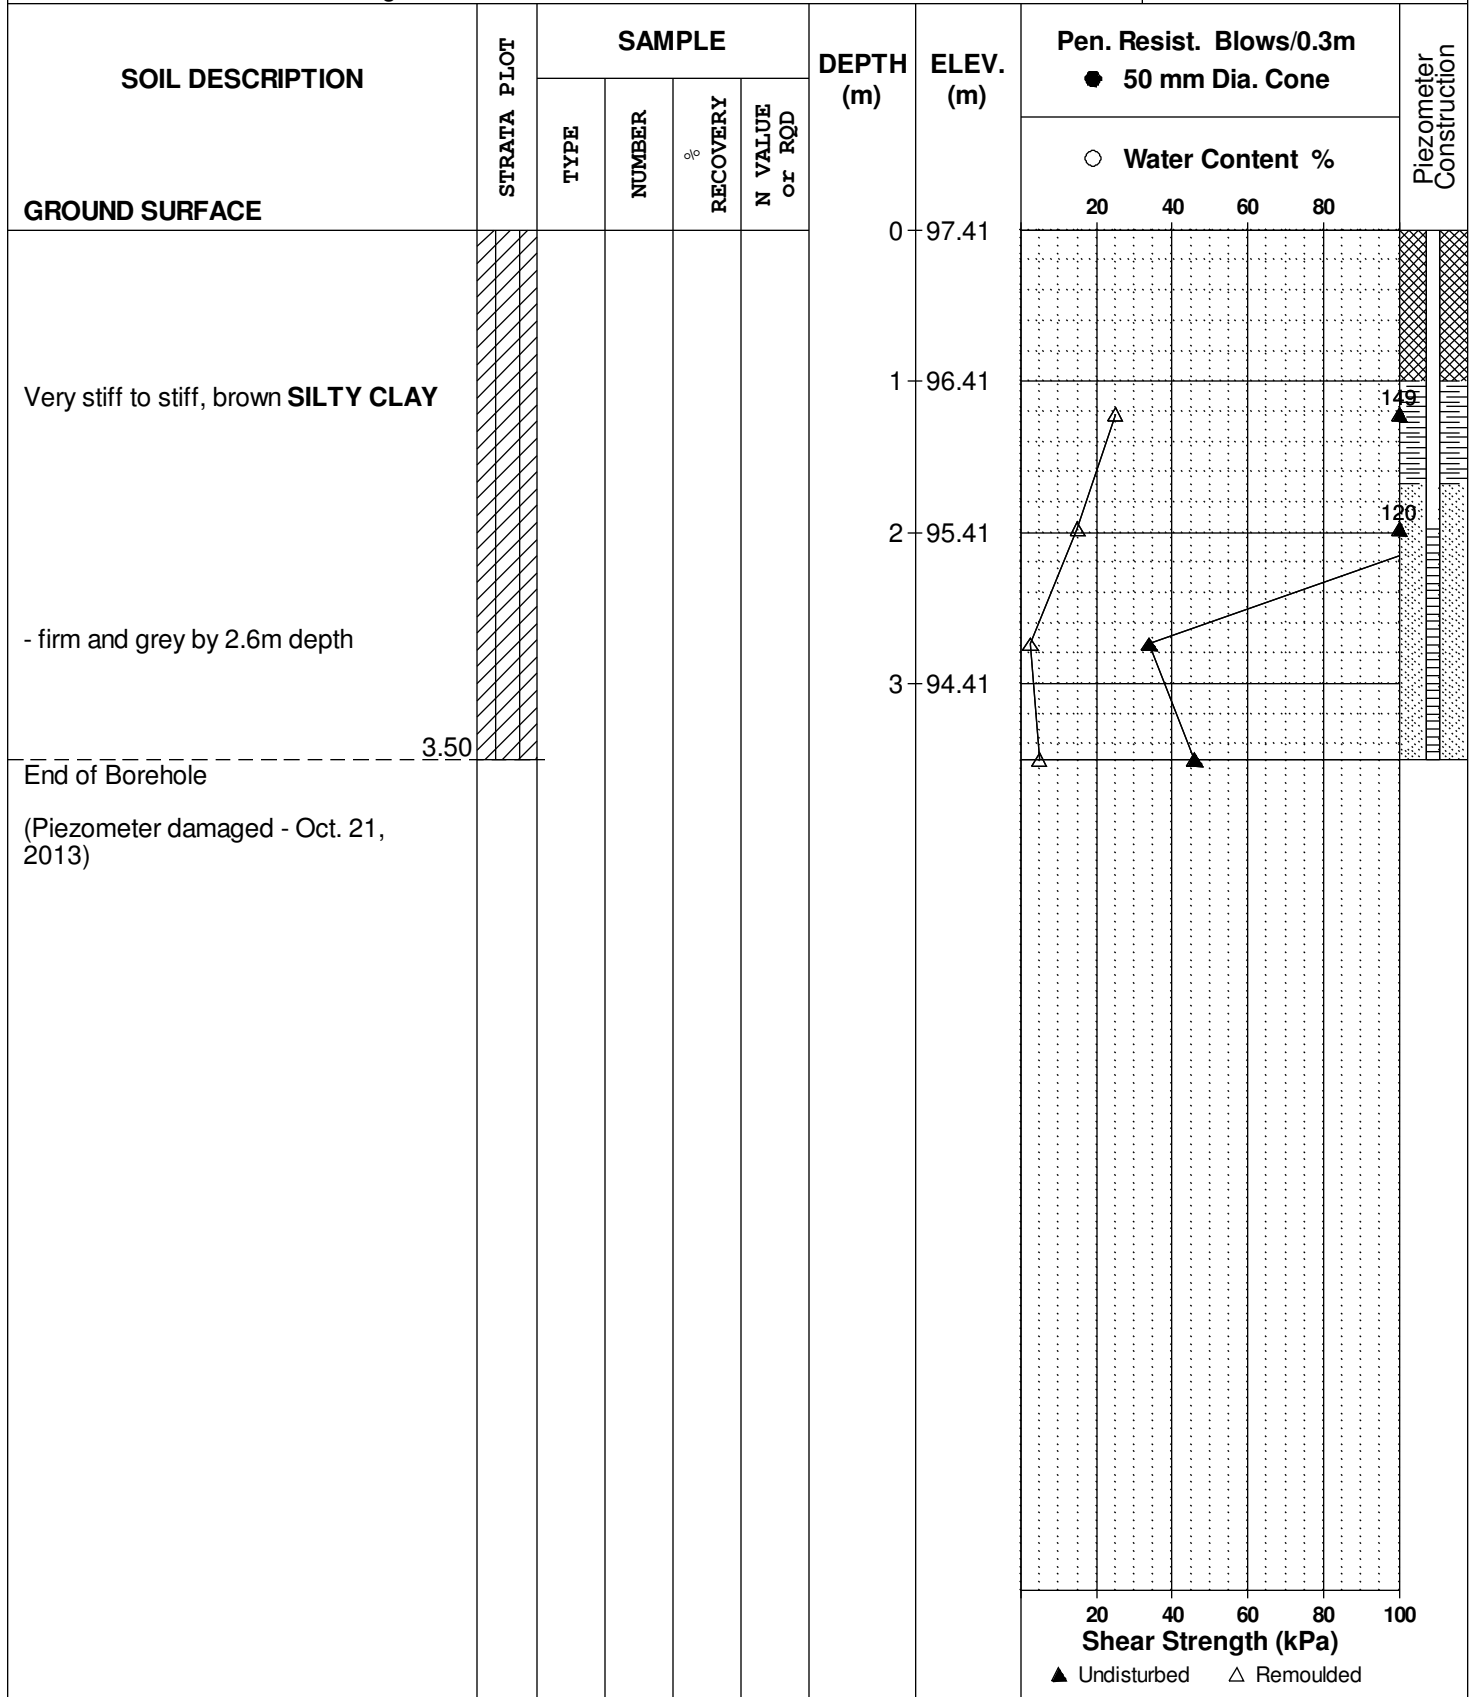 SOIL DESCRIPTION
GROUND SURFACE
STRATA PLOT
SAMPLE
TYPE
NUMBER
%
RECOVERY
N VALUE
or RQD
DEPTH
(m)
ELEV.
(m)
Pen. Resist. Blows/0.3m
● 50 mm Dia. Cone
○ Water Content %
20 40 60 80
Piezometer
Construction
0 97.41
1 96.41
Very stiff to stiff, brown SILTY CLAY
149
120
2 95.41
- firm and grey by 2.6m depth
3 94.41
3.50
End of Borehole
(Piezometer damaged - Oct. 21,
2013)
20 40 60 80 100
Shear Strength (kPa)
▲ Undisturbed △ Remoulded